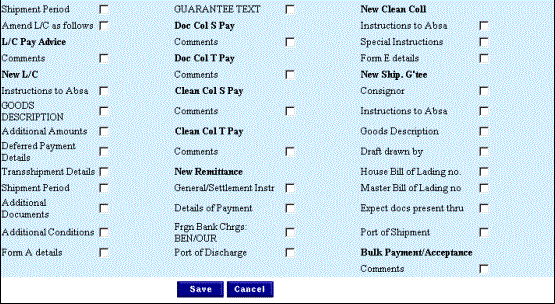 Shipment Period GUARANTEE TEXT New Clean Coll
Amend L/C as follows Doc Col S Pay Instructions to Absa
L/C Pay Advice Comments Special Instructions
Comments Doc Col T Pay Form E details
New L/C Comments New Ship. G'tee
Instructions to Absa Clean Col S Pay Consignor
GOODS
DESCRIPTION Comments Instructions to Absa
Additional Amounts Clean Col T Pay Goods Description
Deferred Payment
Details Comments Draft drawn by
Transshipment Details New Remittance House Bill of Lading no.
Shipment Period General/Settlement Instr Master Bill of Lading no
Additional
Documents Details of Payment Expect docs present thru
Additional Conditions Frgn Bank Chrgs:
BEN/OUR Port of Shipment
Form A details Port of Discharge Bulk Payment/Acceptance
Comments
Save Cancel